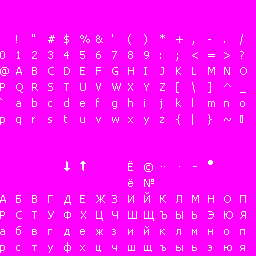 ! " # $ % & ' ( ) * + , - . /
0 1 2 3 4 5 6 7 8 9 : ; < = > ?
@ A B C D E F G H I J K L M N O
P Q R S T U V W X Y Z [ \ ] ^ _
` a b c d e f g h i j k l m n o
p q r s t u v w x y z { | } ~ ▯
↓ ↑ Ё © · · - •
ё №
А Б В Г Д Е Ж З И Й К Л М Н О П
Р С Т У Ф Х Ц Ч Ш Щ Ъ Ы Ь Э Ю Я
а б в г д е ж з и й к л м н о п
р с т у ф х ц ч ш щ ъ ы ь э ю я